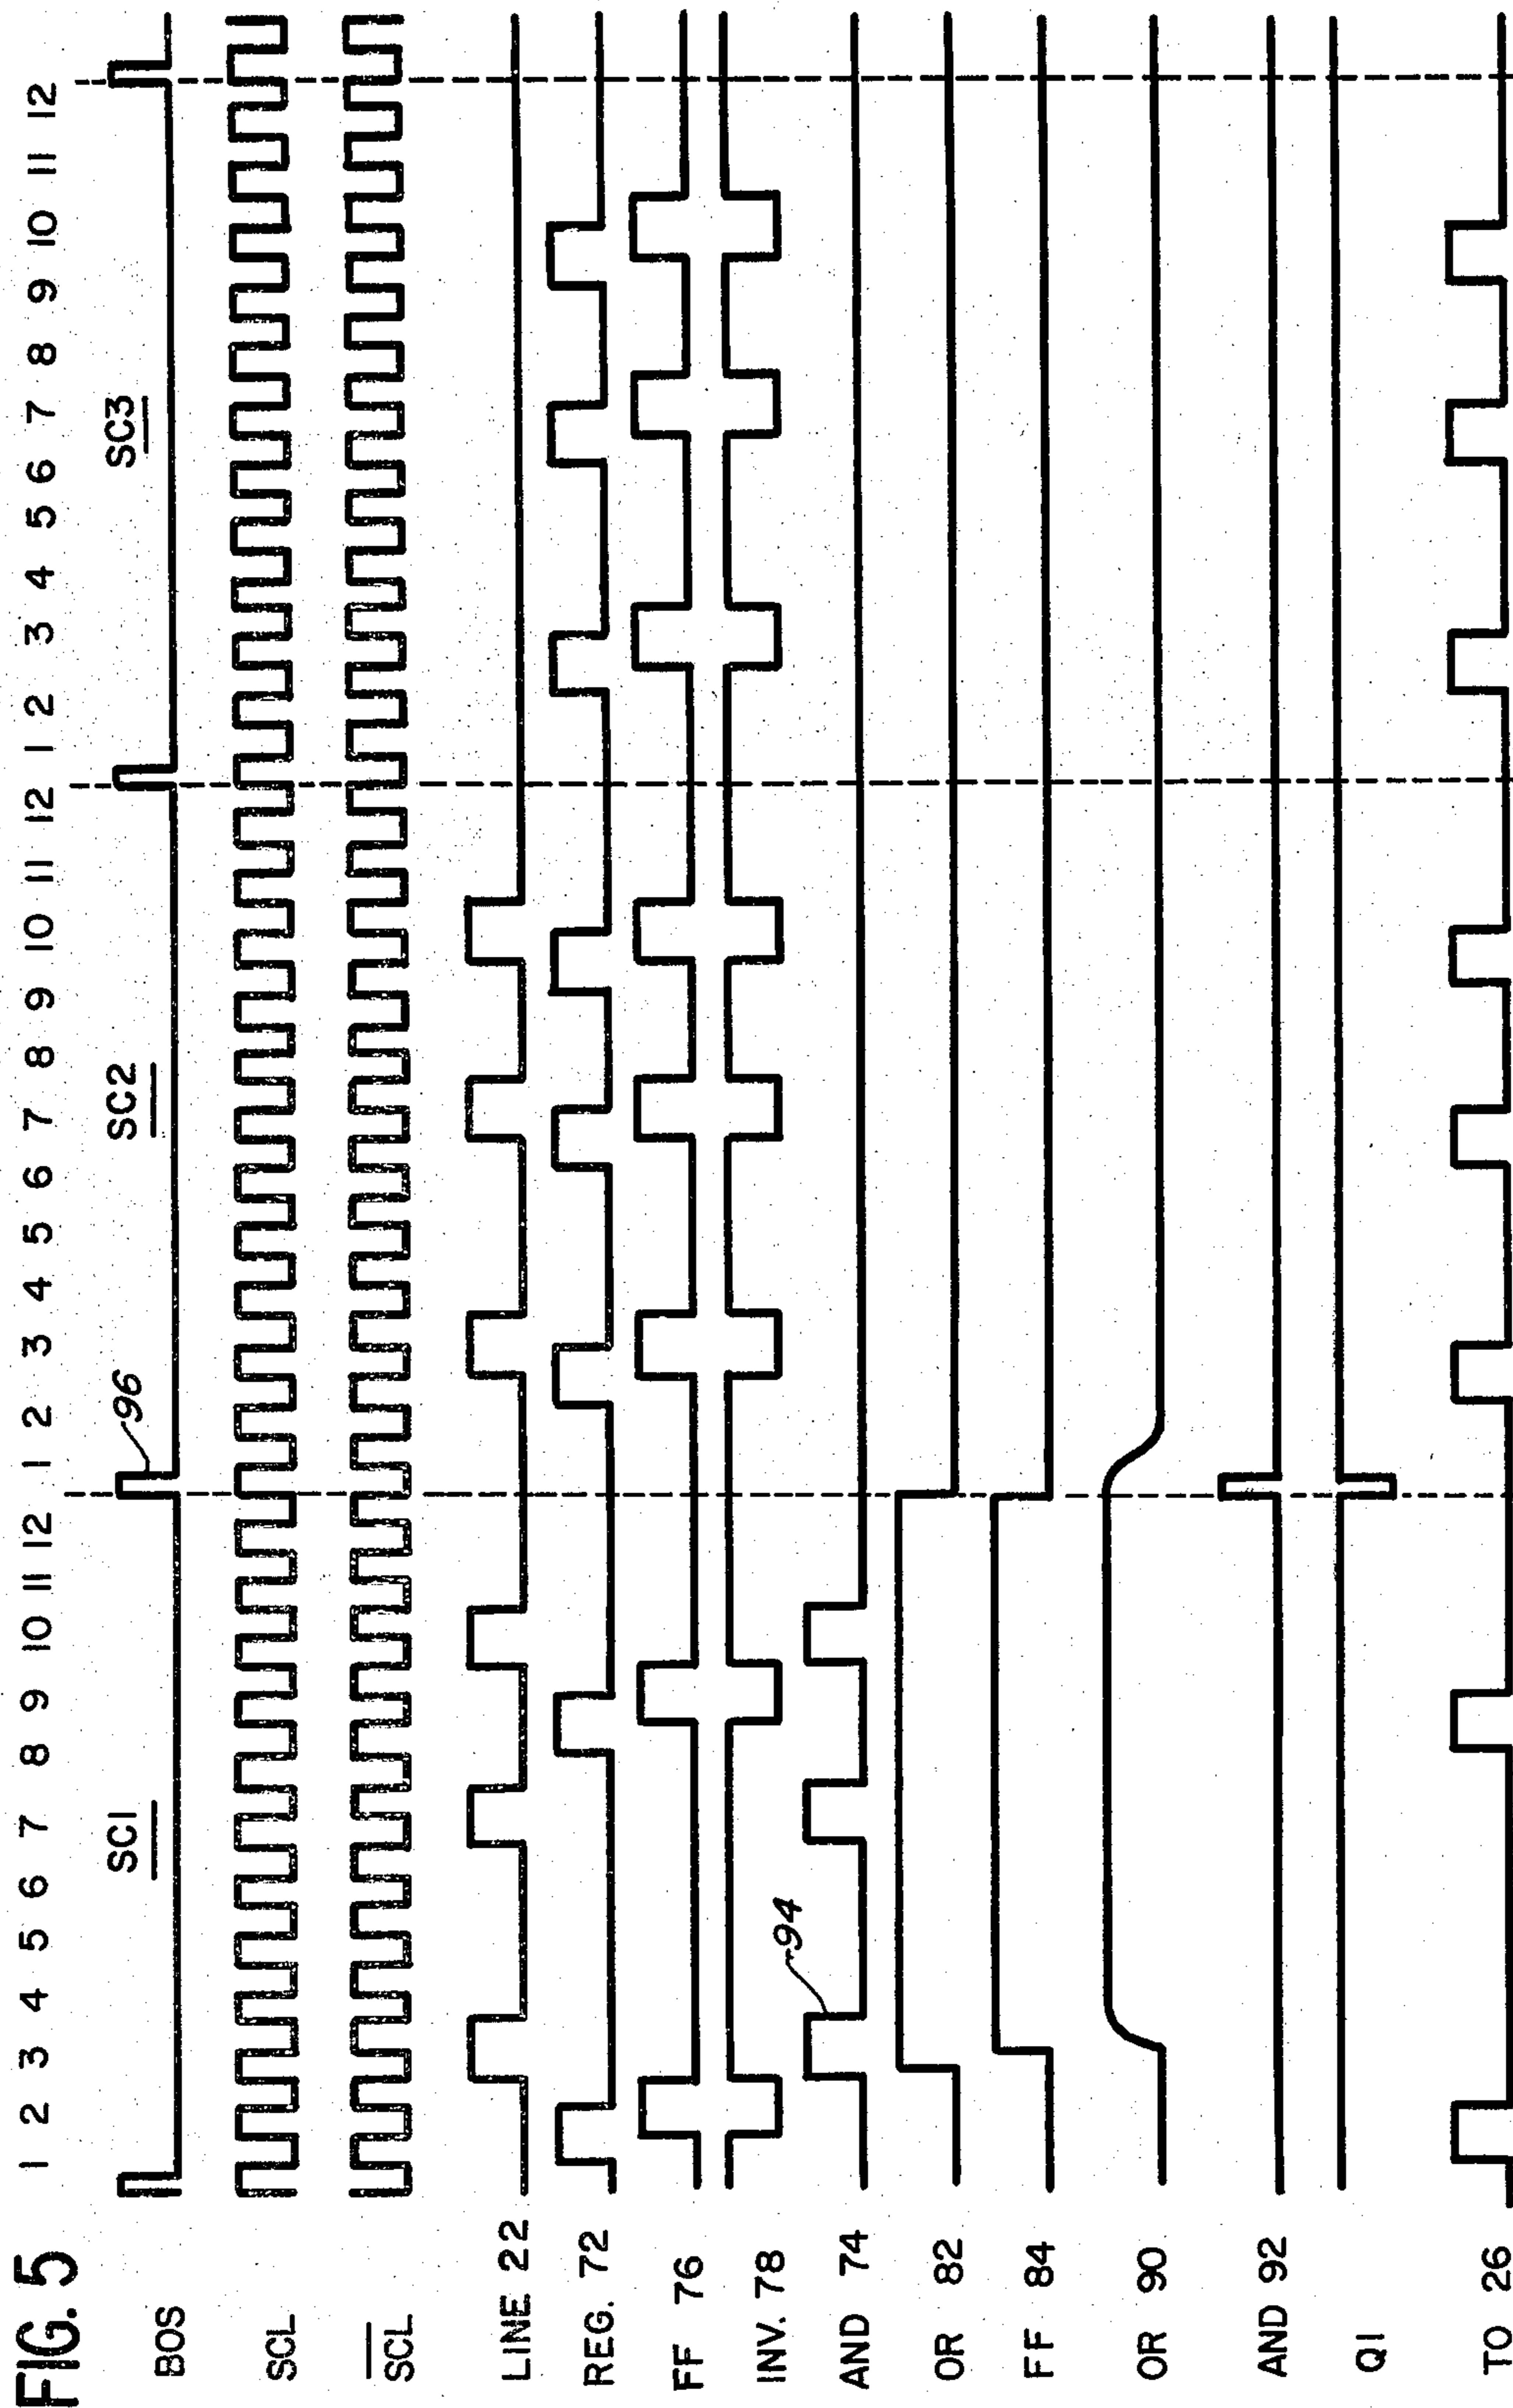 FIG. 5
1 2 3 4 5 6 7 8 9 10 11 12 1 2 3 4 5 6 7 8 9 10 11 12 1 2 3 4 5 6 7 8 9 10 11 12
SC1 96 SC2 SC3
BOS
SCL
SCL
LINE 22
REG. 72
FF 76
INV. 78
94
AND 74
OR 82
FF 84
OR 90
AND 92
Q1
TO 26